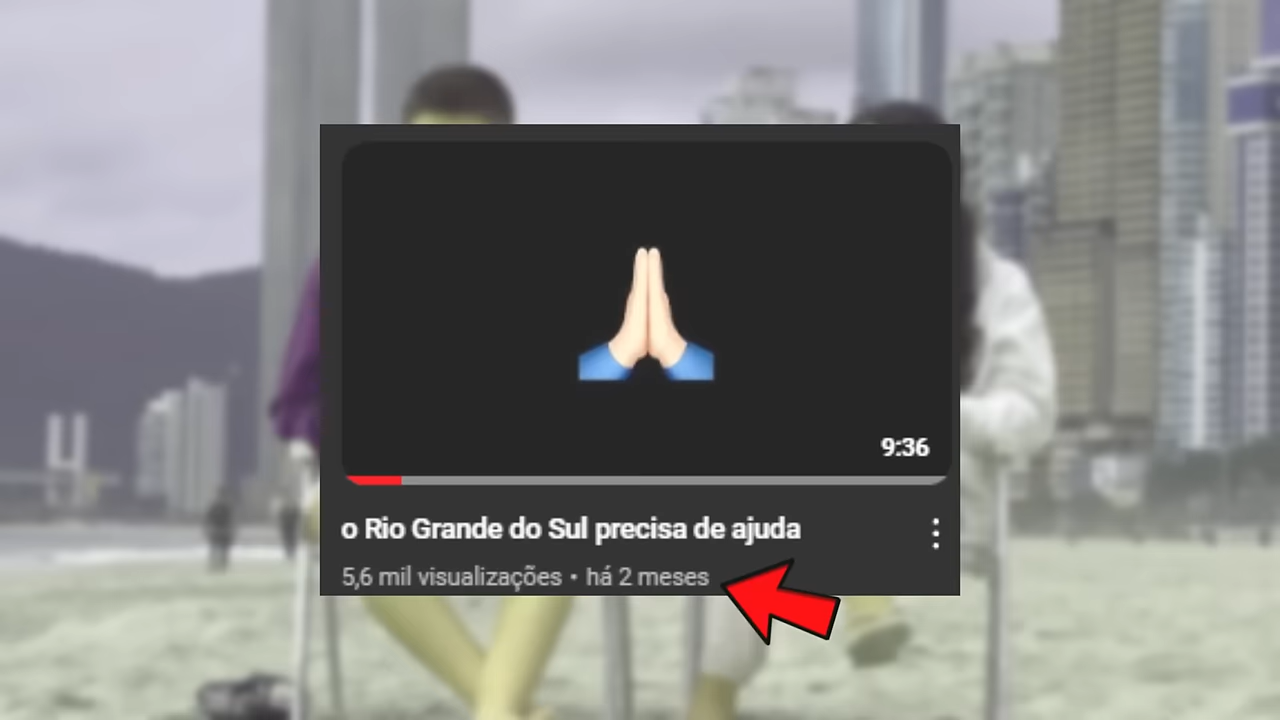 9:36
o Rio Grande do Sul precisa de ajuda
5,6 mil visualizações • há 2 meses